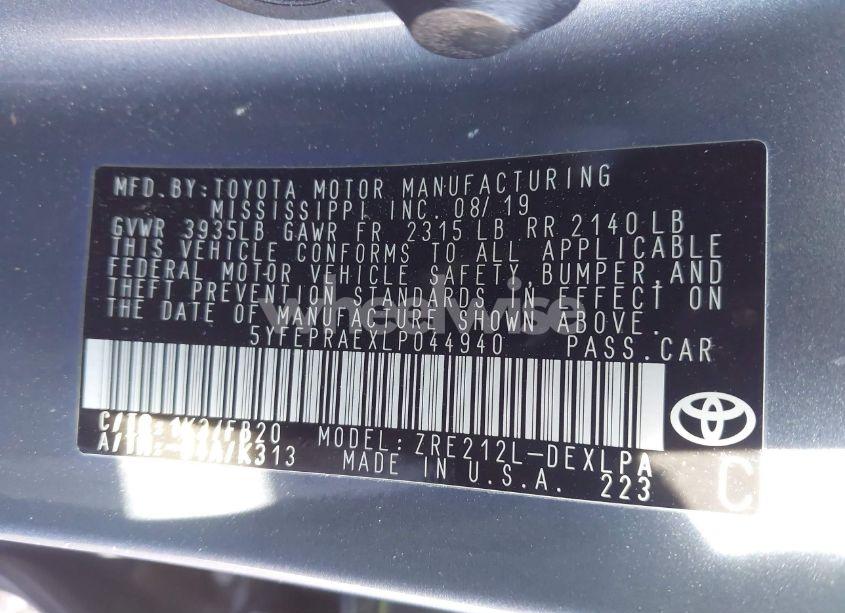 MFD.BY:TOYOTA MOTOR MANUFACTURING
MISSISSIPPI INC. 08/19
GVWR 3935LB GAWR FR 2315 LB RR 2140 LB
THIS VEHICLE CONFORMS TO ALL APPLICABLE
FEDERAL MOTOR VEHICLE SAFETY, BUMPER, AND
THEFT PREVENTION STANDARDS IN EFFECT ON
THE DATE OF MANUFACTURE SHOWN ABOVE.
wheelwise
5YFEPRAEXLP044940 PASS.CAR
MODEL: ZRE212L-DEXLPA
MADE IN U.S.A. 223
C